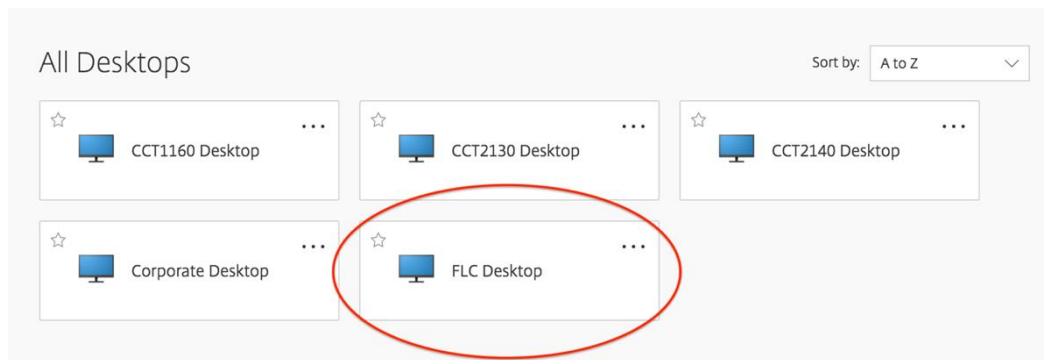 All Desktops
Sort by: A to Z
CCT1160 Desktop
CCT2130 Desktop
CCT2140 Desktop
Corporate Desktop
FLC Desktop